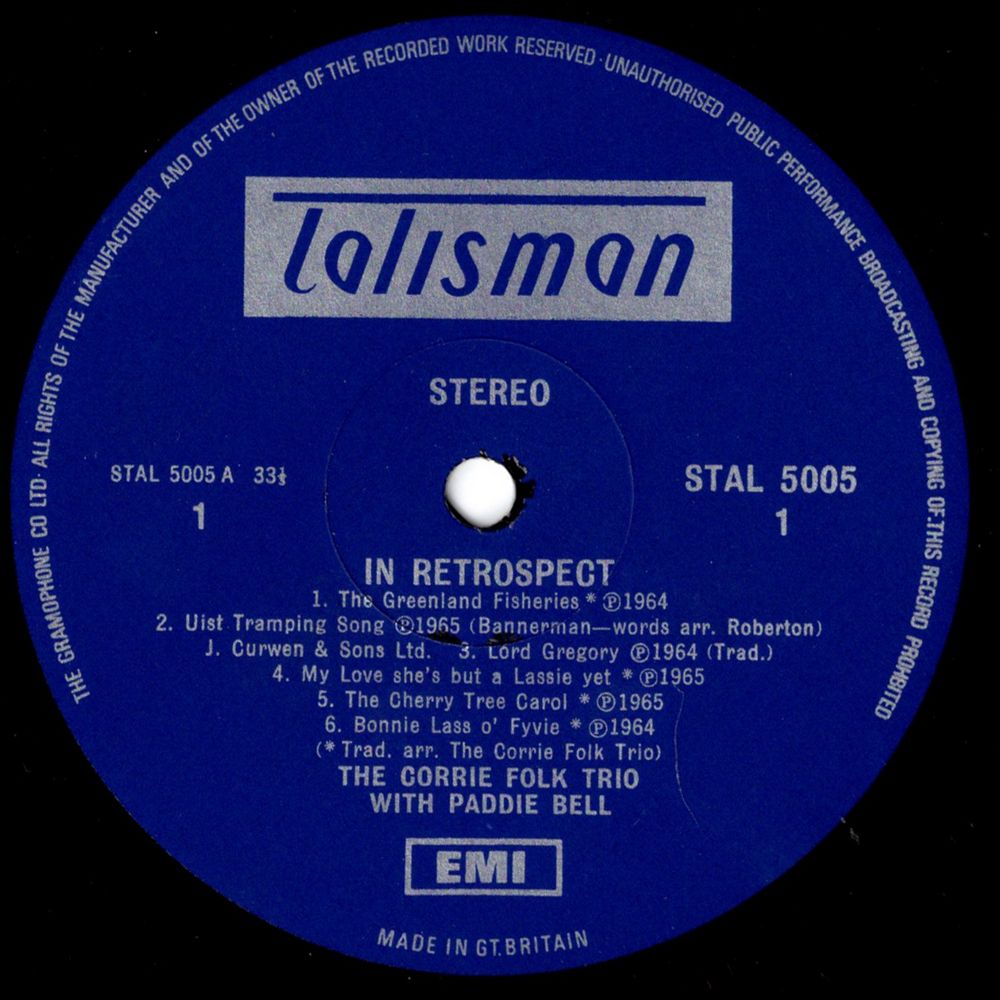 THE GRAMOPHONE CO LTD · ALL RIGHTS OF THE MANUFACTURER AND OF THE OWNER OF THE RECORDED WORK RESERVED · UNAUTHORISED PUBLIC PERFORMANCE BROADCASTING AND COPYING OF THIS RECORD PROHIBITED
talisman
STEREO
STAL 5005 A 33⅓
1
STAL 5005
1
IN RETROSPECT
1. The Greenland Fisheries * ℗1964
2. Uist Tramping Song ℗1965 (Bannerman—words arr. Roberton)
J. Curwen & Sons Ltd. 3. Lord Gregory ℗1964 (Trad.)
4. My Love she's but a Lassie yet * ℗1965
5. The Cherry Tree Carol * ℗1965
6. Bonnie Lass o' Fyvie * ℗1964
(* Trad. arr. The Corrie Folk Trio)
THE CORRIE FOLK TRIO
WITH PADDIE BELL
EMI
MADE IN GT. BRITAIN